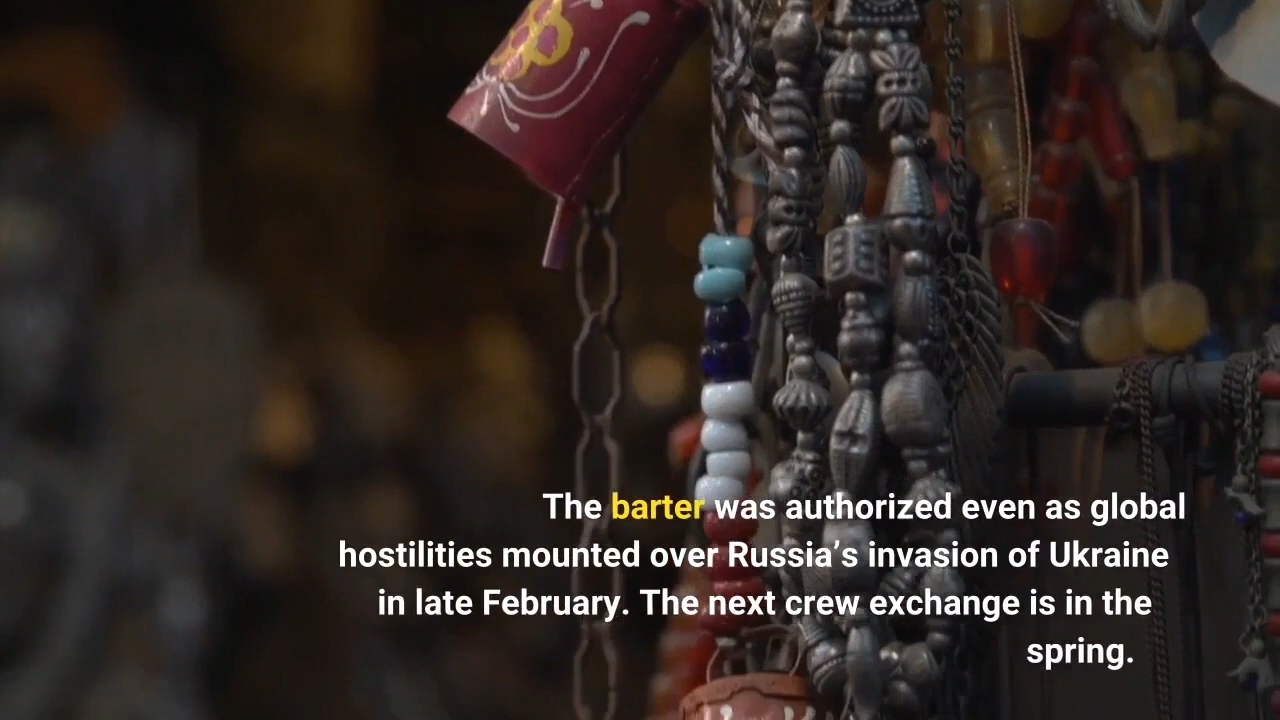 The barter was authorized even as global
hostilities mounted over Russia’s invasion of Ukraine
in late February. The next crew exchange is in the
spring.